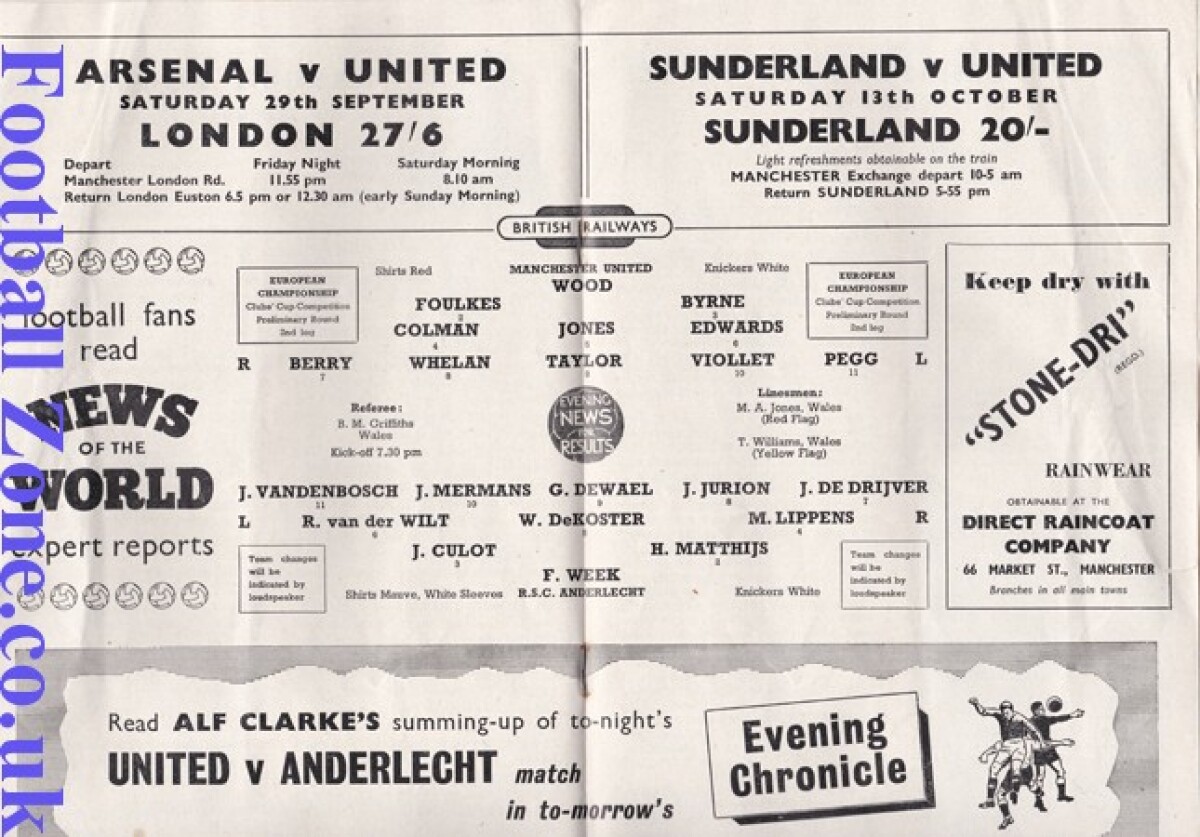 ARSENAL v UNITED
SATURDAY 29th SEPTEMBER
LONDON 27/6
Depart Friday Night Saturday Morning
Manchester London Rd. 11.55 pm 8.10 am
Return London Euston 6.5 pm or 12.30 am (early Sunday Morning)
SUNDERLAND v UNITED
SATURDAY 13th OCTOBER
SUNDERLAND 20/-
Light refreshments obtainable on the train
MANCHESTER Exchange depart 10-5 am
Return SUNDERLAND 5-55 pm
BRITISH RAILWAYS
football fans
read
NEWS
OF THE
WORLD
expert reports
EUROPEAN
CHAMPIONSHIP
Clubs' Cup Competition
Preliminary Round
2nd leg
Shirts Red MANCHESTER UNITED Knickers White
WOOD
EUROPEAN
CHAMPIONSHIP
Clubs' Cup Competition
Preliminary Round
2nd leg
FOULKES BYRNE
2 3
COLMAN JONES EDWARDS
4 5 6
R BERRY WHELAN TAYLOR VIOLLET PEGG L
7 8 9 10 11
Referee:
B. M. Griffiths
Wales
Kick-off 7.30 pm
EVENING
NEWS
FOR
RESULTS
Linesmen:
M. A. Jones, Wales
(Red Flag)
T. Williams, Wales
(Yellow Flag)
J. VANDENBOSCH J. MERMANS G. DEWAEL J. JURION J. DE DRIJVER
11 10 9 8 7
L R. van der WILT W. DeKOSTER M. LIPPENS R
6 5 4
J. CULOT H. MATTHIJS
3 2
F. WEEK
Team changes
will be
indicated by
loudspeaker
Shirts Mauve, White Sleeves R.S.C. ANDERLECHT Knickers White
Team changes
will be
indicated by
loudspeaker
Keep dry with
"STONE-DRI"
(REGD.)
RAINWEAR
OBTAINABLE AT THE
DIRECT RAINCOAT
COMPANY
66 MARKET ST., MANCHESTER
Branches in all main towns
Read ALF CLARKE'S summing-up of to-night's
UNITED v ANDERLECHT match
in to-morrow's
Evening
Chronicle
Football Zone.co.uk